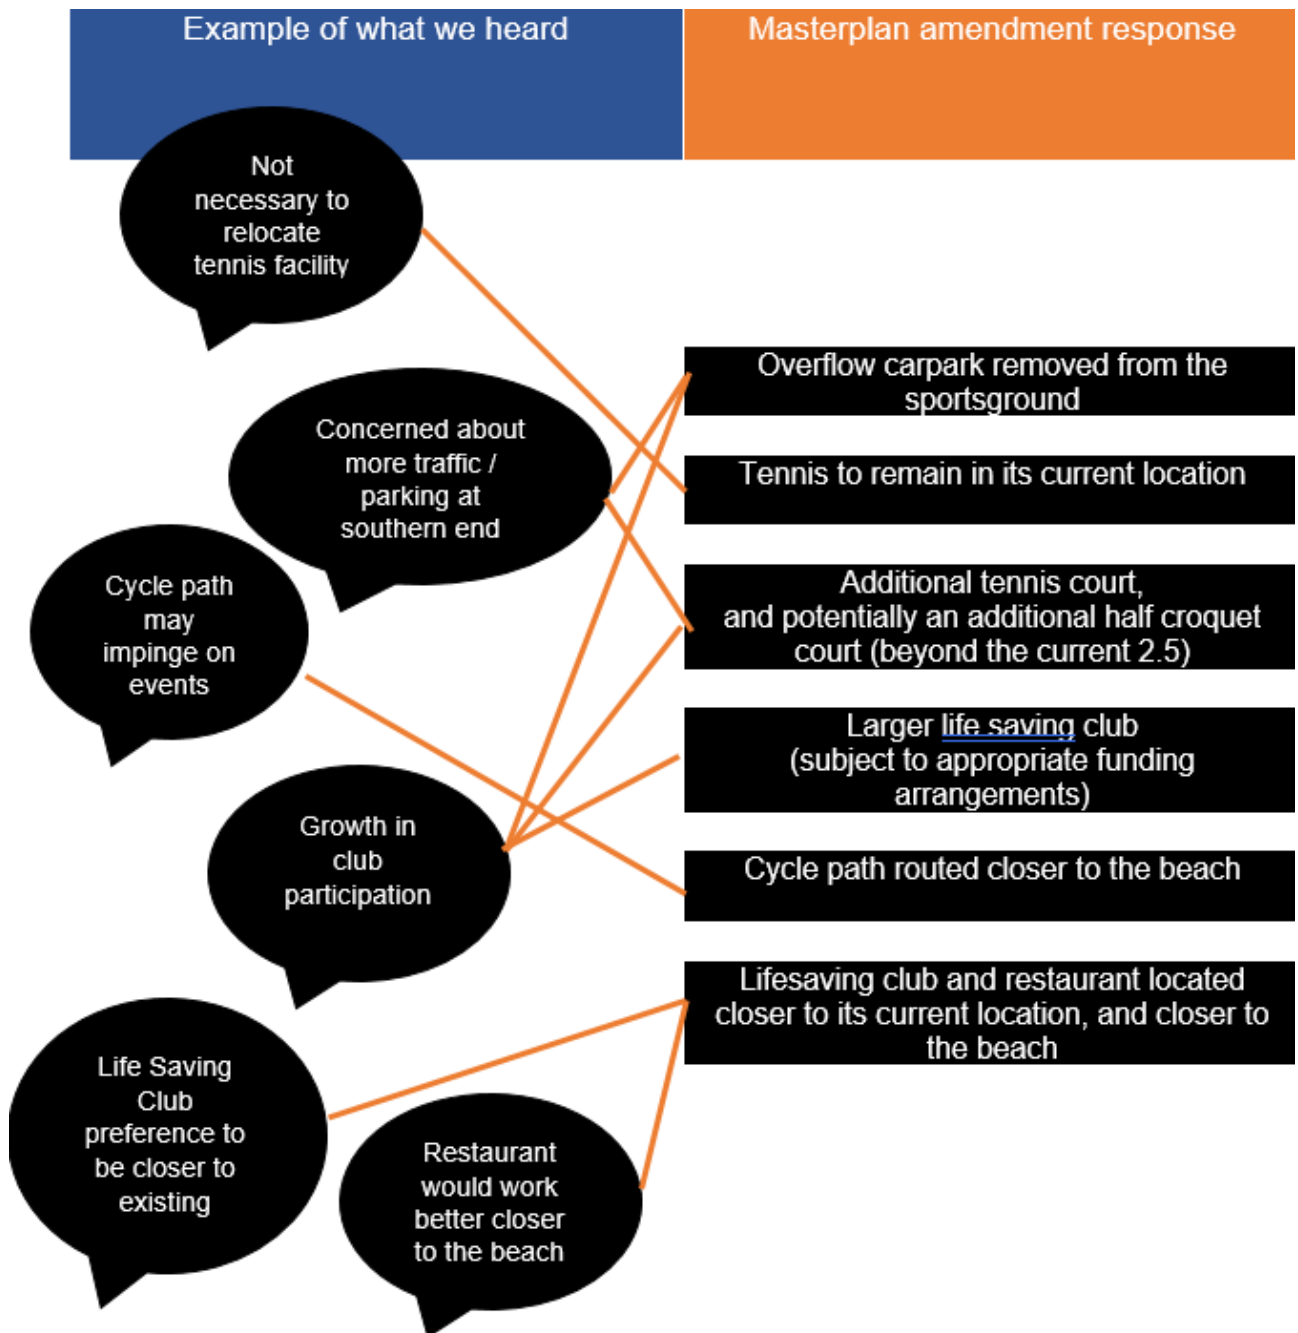 Example of what we heard
Masterplan amendment response
Not
necessary to
relocate
tennis facility
Concerned about
more traffic /
parking at
southern end
Cycle path
may
impinge on
events
Growth in
club
participation
Life Saving
Club
preference to
be closer to
existing
Restaurant
would work
better closer
to the beach
Overflow carpark removed from the
sportsground
Tennis to remain in its current location
Additional tennis court,
and potentially an additional half croquet
court (beyond the current 2.5)
Larger life saving club
(subject to appropriate funding
arrangements)
Cycle path routed closer to the beach
Lifesaving club and restaurant located
closer to its current location, and closer to
the beach